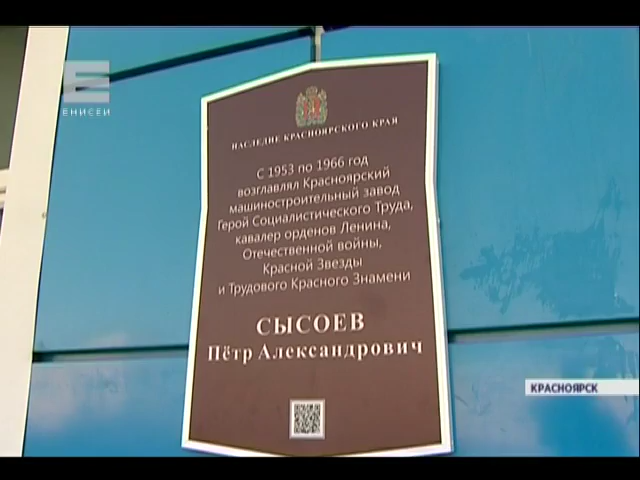 ЕНИСЕЙ
НАСЛЕДИЕ КРАСНОЯРСКОГО КРАЯ
С 1953 по 1966 год
возглавлял Красноярский
машиностроительный завод
Герой Социалистического Труда,
кавалер орденов Ленина,
Отечественной войны,
Красной Звезды
и Трудового Красного Знамени
СЫСОЕВ
Пётр Александрович
КРАСНОЯРСК